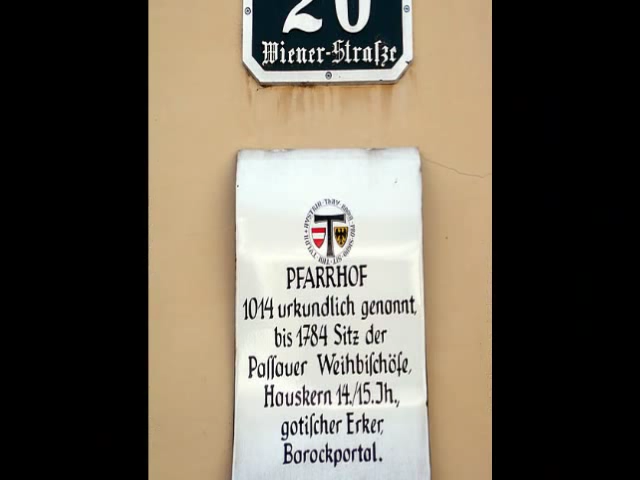 20
Wiener-Straſze
PFARRHOF
1014 urkundlich genannt,
bis 1784 Sitz der
Paſſauer Weihbiſchöfe,
Hauskern 14./15.Jh.,
gotiſcher Erker,
Barockportal.